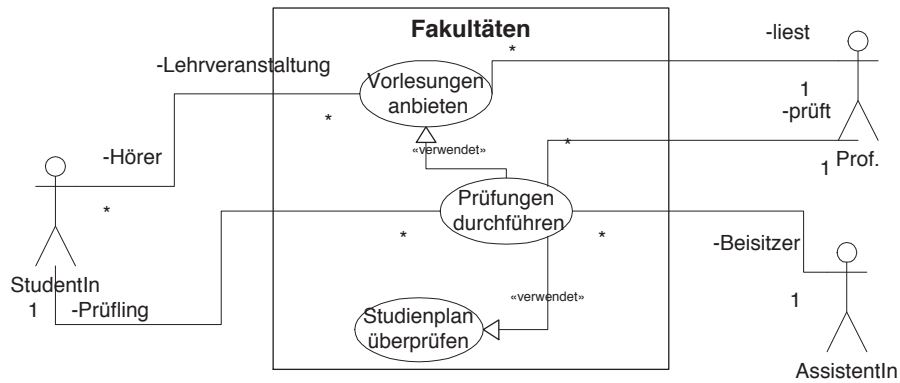 Fakultäten
*
-liest
-Lehrveranstaltung
Vorlesungen
anbieten
*
1
-prüft
-Hörer
«verwendet»
*
1
Prof.
*
Prüfungen
durchführen
*
*
-Beisitzer
StudentIn
1
-Prüfling
«verwendet»
1
Studienplan
überprüfen
AssistentIn